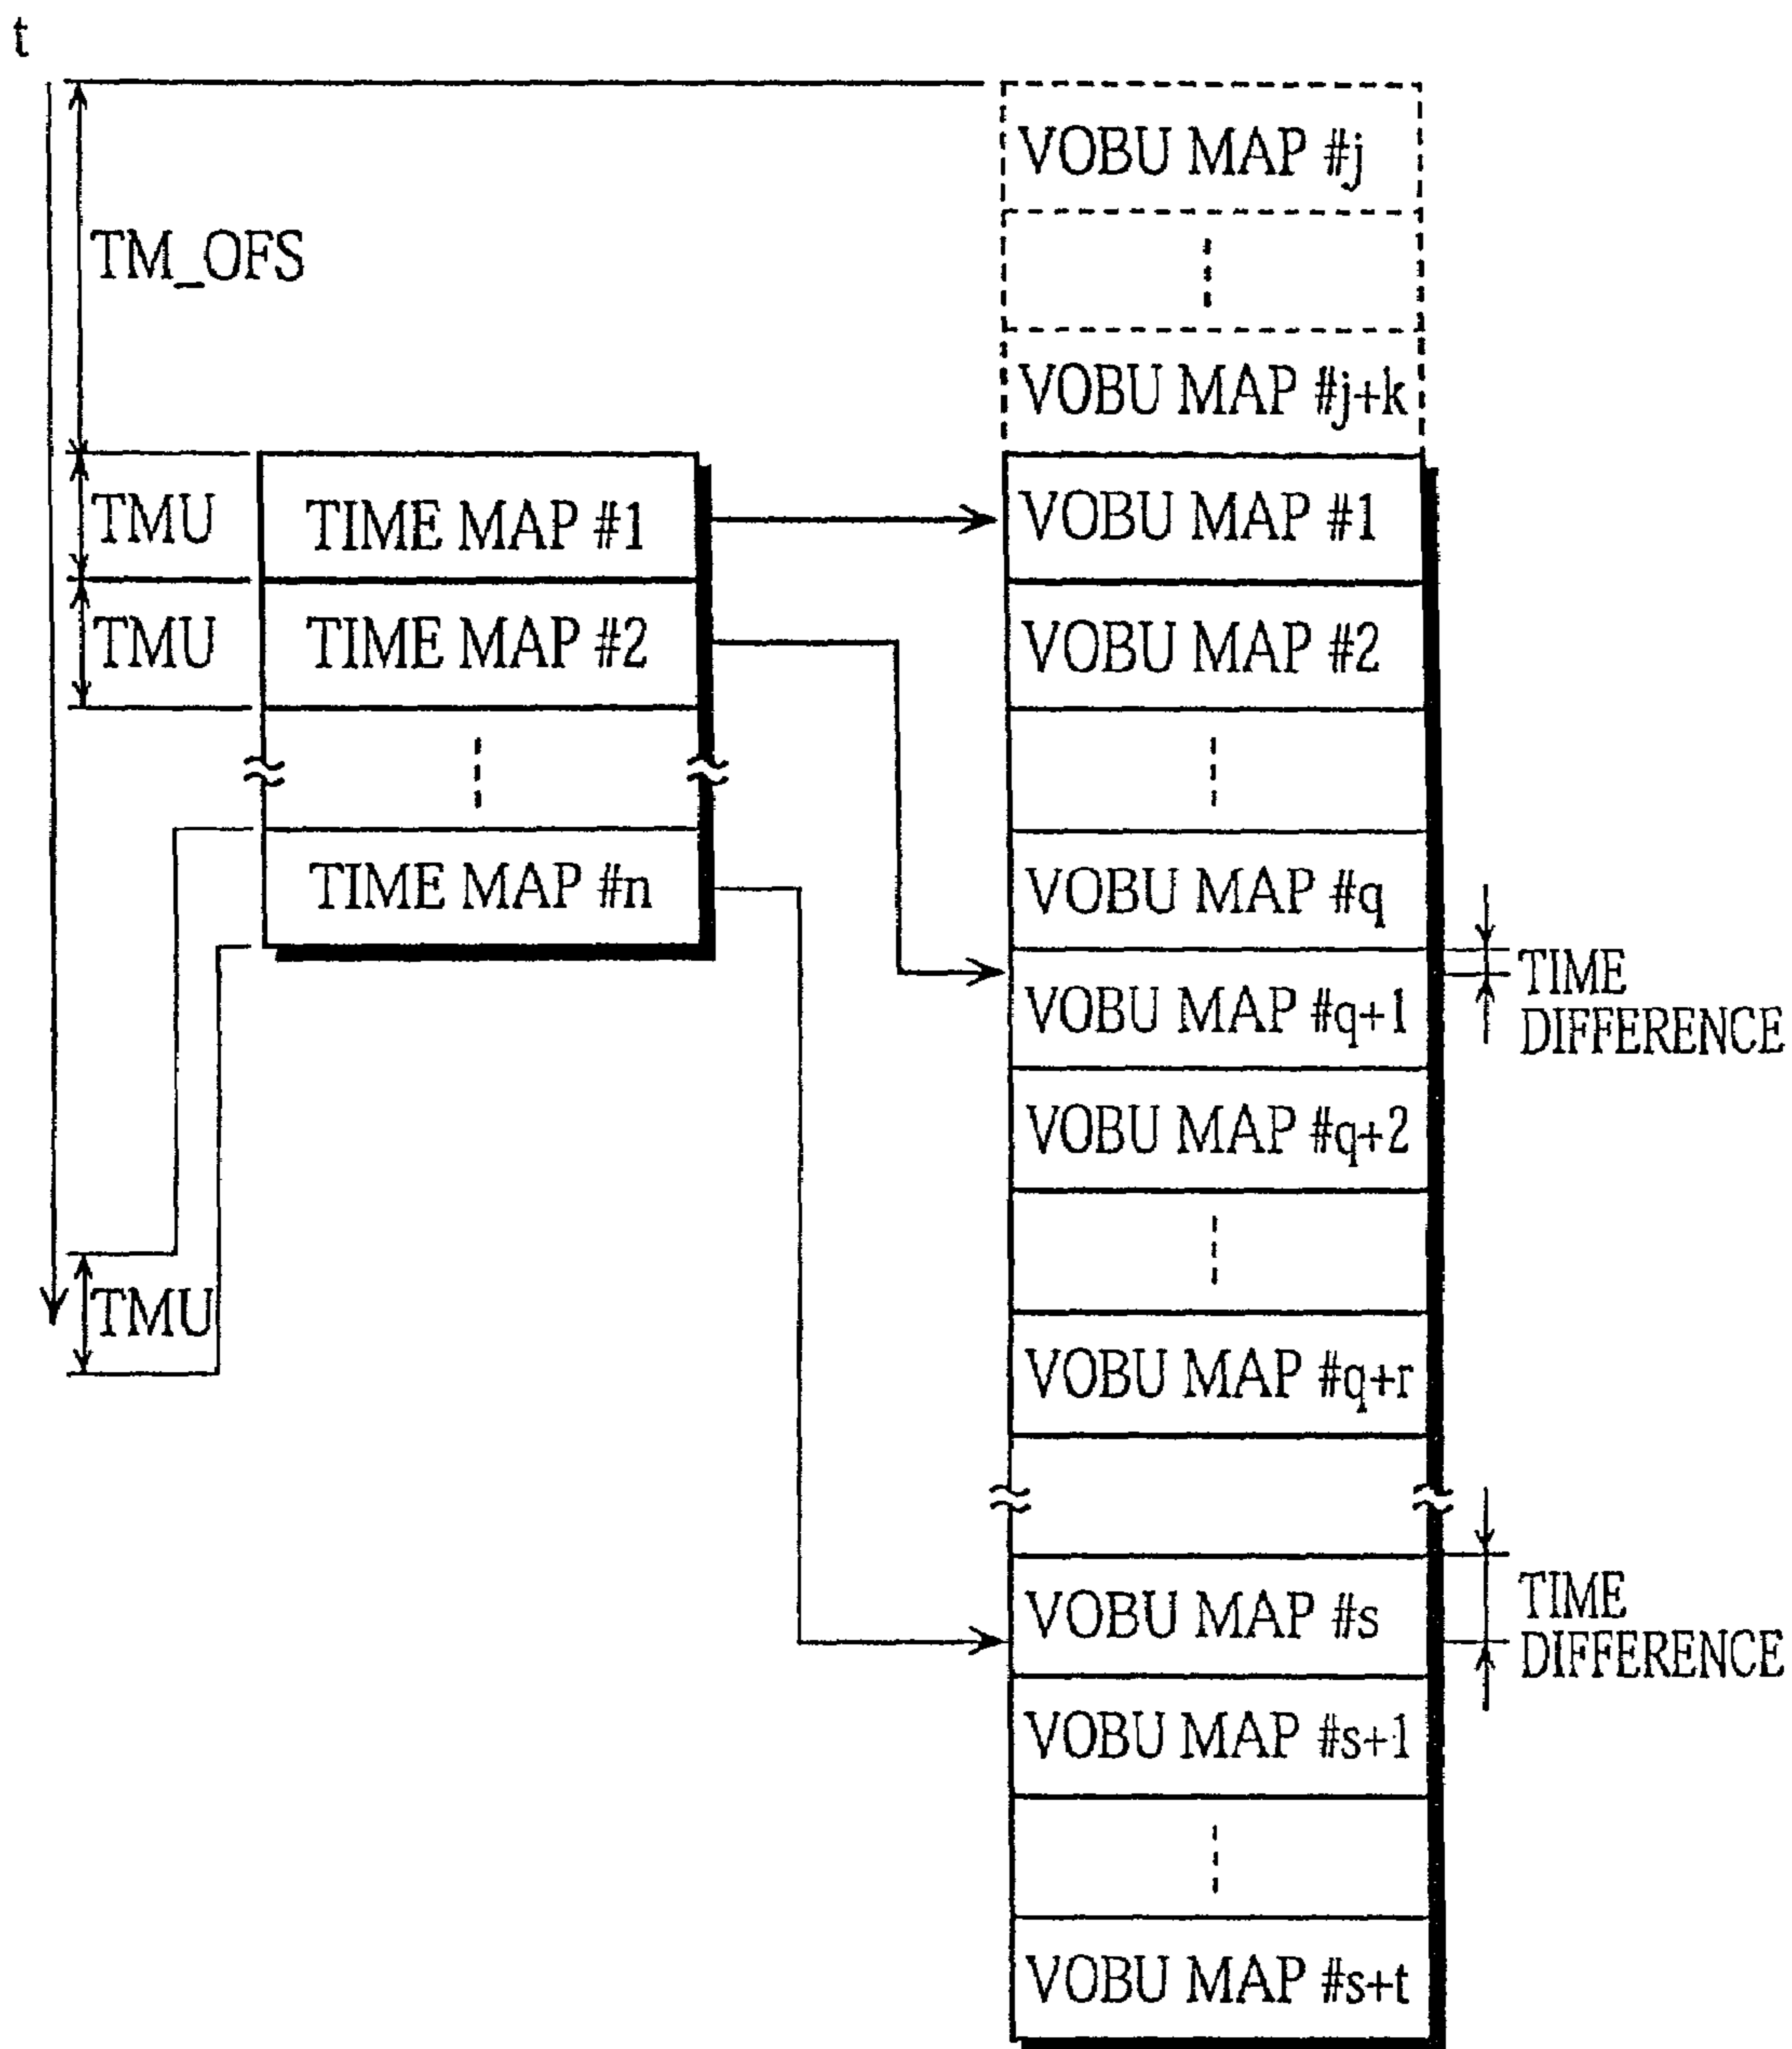 t
VOBU MAP #j
TM_OFS
VOBU MAP #j+k
TMU
TIME MAP #1
VOBU MAP #1
TMU
TIME MAP #2
VOBU MAP #2
TIME MAP #n
VOBU MAP #q
TIME
DIFFERENCE
VOBU MAP #q+1
VOBU MAP #q+2
TMU
VOBU MAP #q+r
VOBU MAP #s
TIME
DIFFERENCE
VOBU MAP #s+1
VOBU MAP #s+t